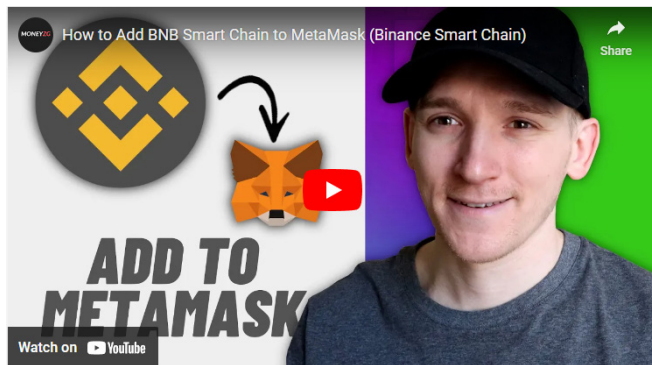 MONEYZG
How to Add BNB Smart Chain to MetaMask (Binance Smart Chain)
Share
ADD TO
METAMASK
Watch on YouTube